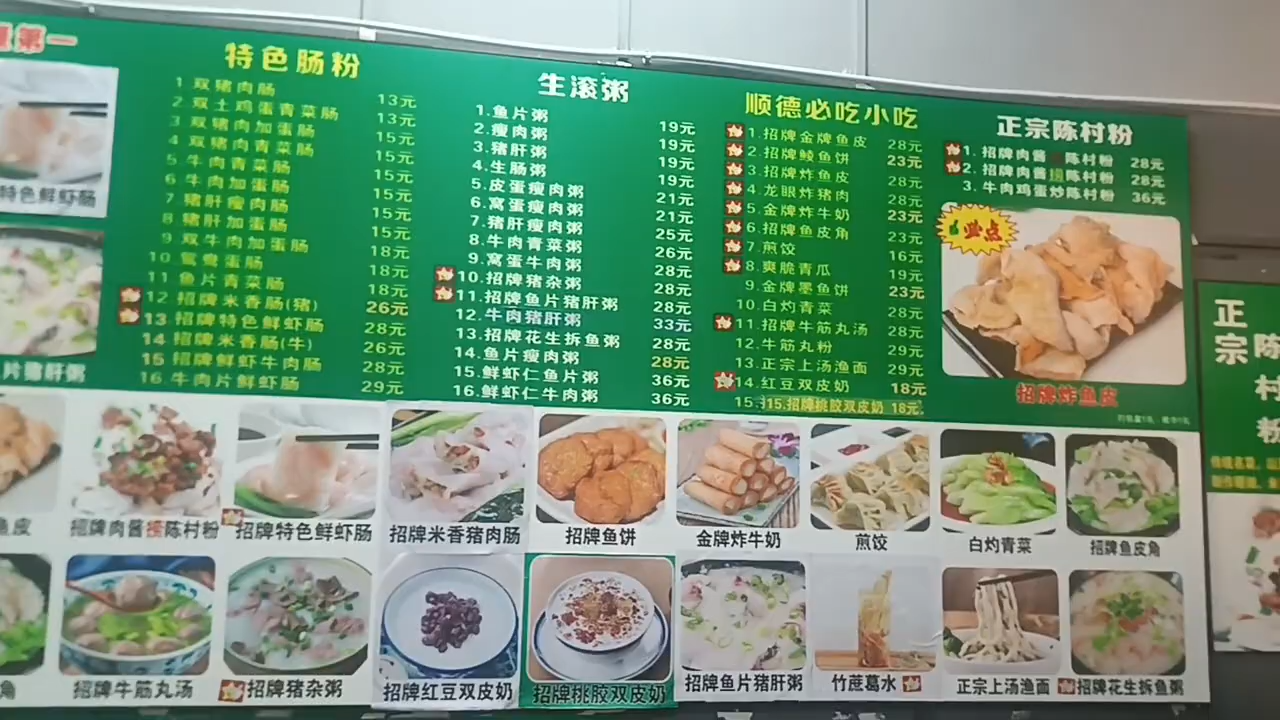 第一
特色鲜虾肠
片猪肝粥
特色肠粉
1 双猪肉肠 13元
2 双土鸡蛋青菜肠 13元
3 双猪肉加蛋肠 15元
4 双猪肉青菜肠 15元
5 牛肉青菜肠 15元
6 牛肉加蛋肠 15元
7 猪肝瘦肉肠 15元
8 猪肝加蛋肠 15元
9 双牛肉加蛋肠 18元
10 鸳鸯蛋肠 18元
11 鱼片青菜肠 18元
12 招牌米香肠(猪) 26元
13 招牌特色鲜虾肠 28元
14 招牌米香肠(牛) 26元
15 招牌鲜虾牛肉肠 28元
16 牛肉片鲜虾肠 29元
生滚粥
1.鱼片粥 19元
2.瘦肉粥 19元
3.猪肝粥 19元
4.生肠粥 19元
5.皮蛋瘦肉粥 21元
6.窝蛋瘦肉粥 21元
7.猪肝瘦肉粥 25元
8.牛肉青菜粥 26元
9.窝蛋牛肉粥 28元
10.招牌猪杂粥 28元
11.招牌鱼片猪肝粥 28元
12.牛肉猪肝粥 33元
13.招牌花生拆鱼粥 28元
14.鱼片瘦肉粥 28元
15.鲜虾仁鱼片粥 36元
16.鲜虾仁牛肉粥 36元
顺德必吃小吃
1.招牌金牌鱼皮 28元
2.招牌鲮鱼饼 23元
3.招牌炸鱼皮 28元
4.龙眼炸猪肉 28元
5.金牌炸牛奶 23元
6.招牌鱼皮角 23元
7.煎饺 16元
8.爽脆青瓜 19元
9.金牌墨鱼饼 23元
10.白灼青菜 28元
11.招牌牛筋丸汤 28元
12.牛筋丸粉 29元
13.正宗上汤渔面 28元
14.红豆双皮奶 18元
15.招牌桃胶双皮奶 18元
正宗陈村粉
1. 招牌肉酱 陈村粉 28元
2. 招牌肉酱捞陈村粉 28元
3. 牛肉鸡蛋炒陈村粉 36元
必点
招牌炸鱼皮
正宗
陈村粉
鱼皮
招牌肉酱捞陈村粉
招牌特色鲜虾肠
招牌米香猪肉肠
招牌鱼饼
金牌炸牛奶
煎饺
白灼青菜
招牌鱼皮角
角
招牌牛筋丸汤
招牌猪杂粥
招牌红豆双皮奶
招牌桃胶双皮奶
招牌鱼片猪肝粥
竹蔗葛水
正宗上汤渔面
招牌花生拆鱼粥